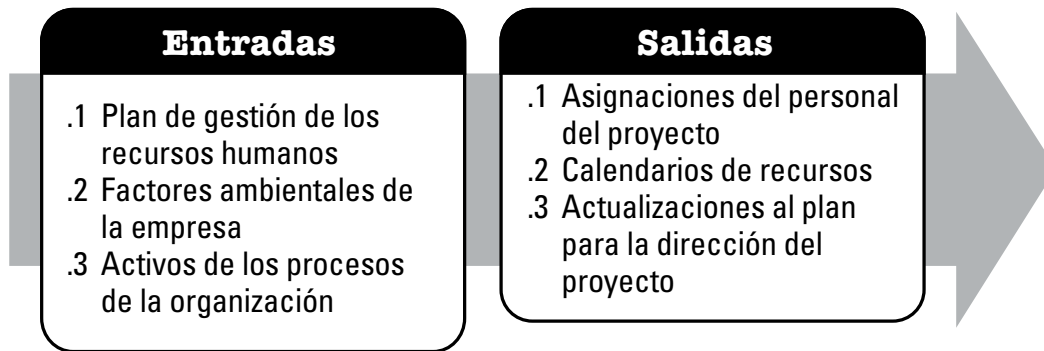 Entradas
.1 Plan de gestión de los
recursos humanos
.2 Factores ambientales de
la empresa
.3 Activos de los procesos
de la organización
Salidas
.1 Asignaciones del personal
del proyecto
.2 Calendarios de recursos
.3 Actualizaciones al plan
para la dirección del
proyecto